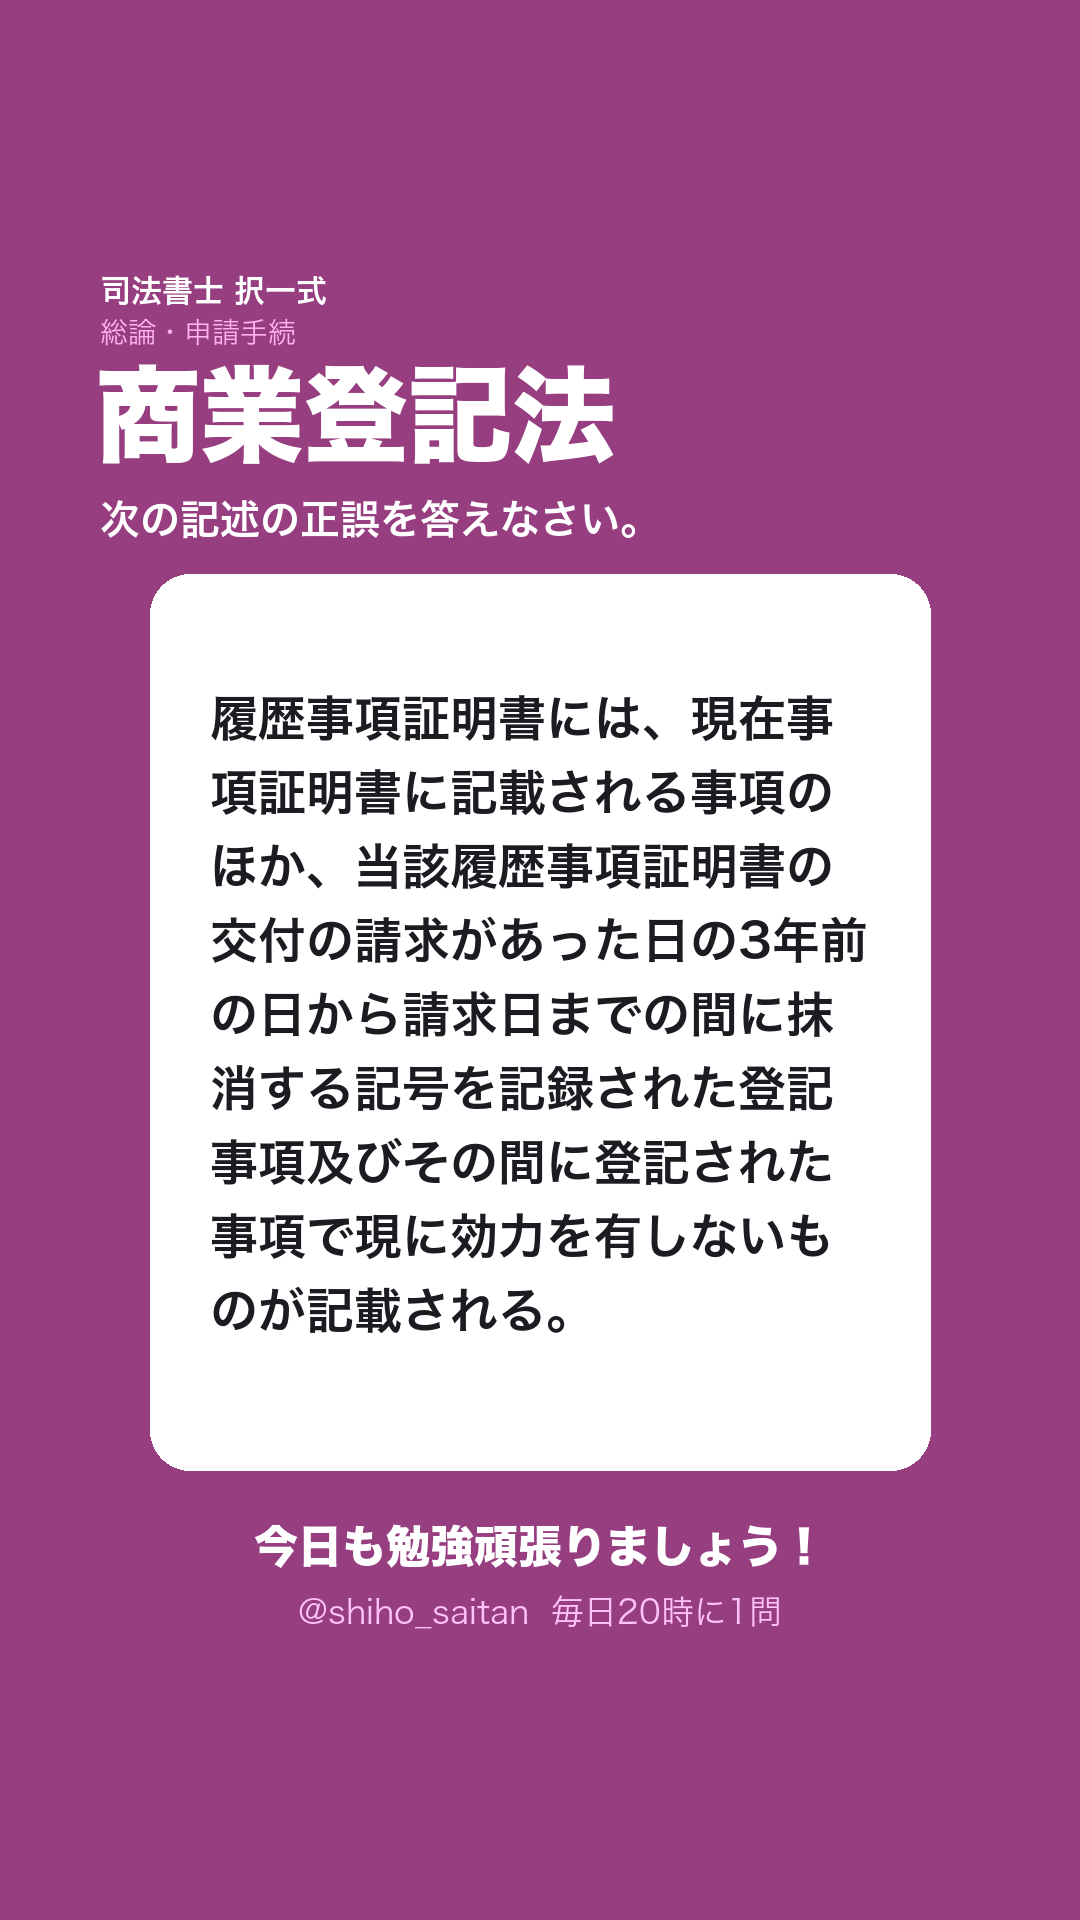 司法書士 択一式
総論・申請手続
商業登記法
次の記述の正誤を答えなさい。
履歴事項証明書には、現在事
項証明書に記載される事項の
ほか、当該履歴事項証明書の
交付の請求があった日の3年前
の日から請求日までの間に抹
消する記号を記録された登記
事項及びその間に登記された
事項で現に効力を有しないも
のが記載される。
今日も勉強頑張りましょう！
@shiho_saitan 毎日20時に1問